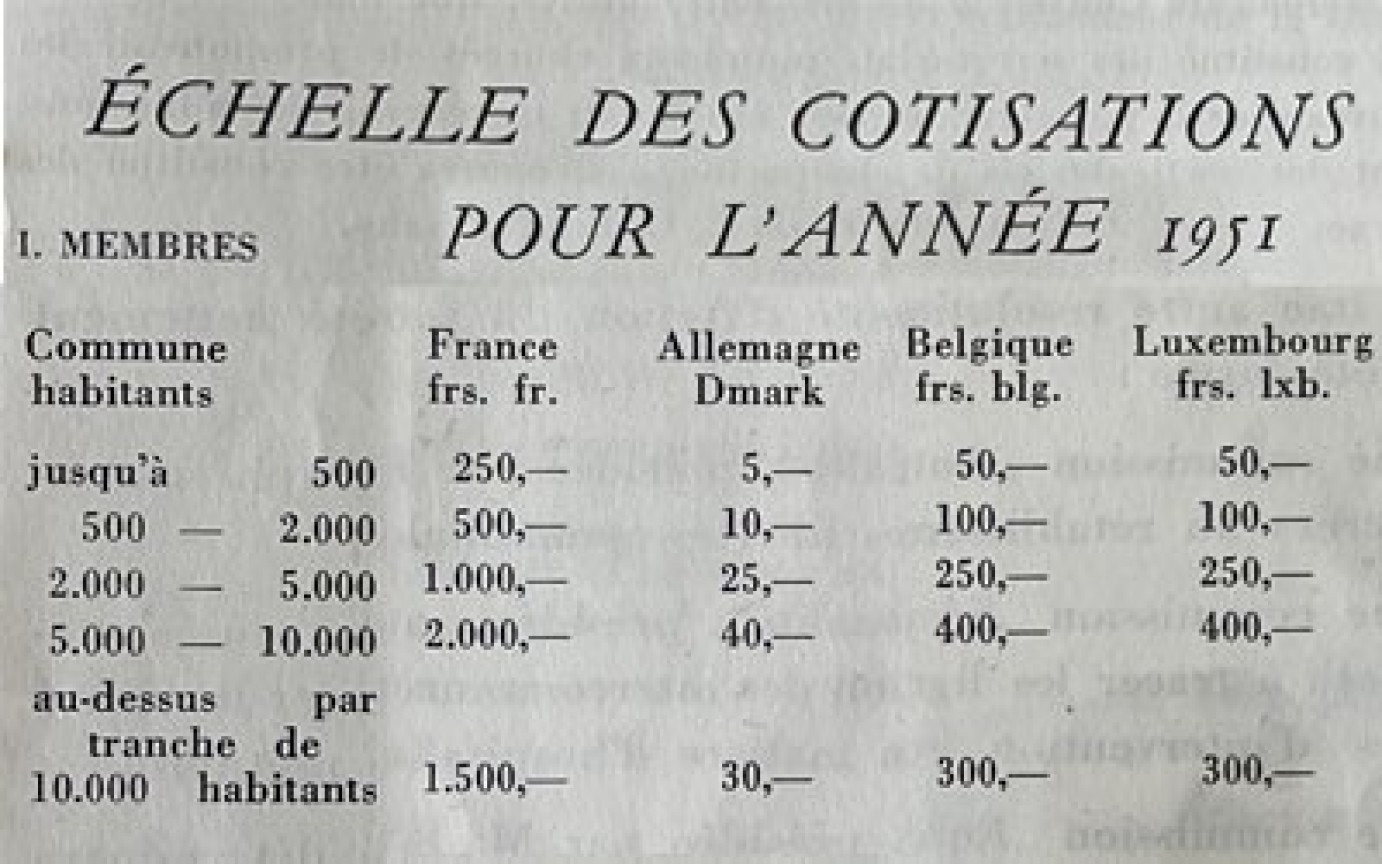 ÉCHELLE DES COTISATIONS
POUR L'ANNÉE 1951
I. MEMBRES
Commune France Allemagne Belgique Luxembourg
habitants frs. fr. Dmark frs. blg. frs. lxb.
jusqu'à 500 250,— 5,— 50,— 50,—
500 — 2.000 500,— 10,— 100,— 100,—
2.000 — 5.000 1.000,— 25,— 250,— 250,—
5.000 — 10.000 2.000,— 40,— 400,— 400,—
au-dessus par
tranche de
10.000 habitants 1.500,— 30,— 300,— 300,—